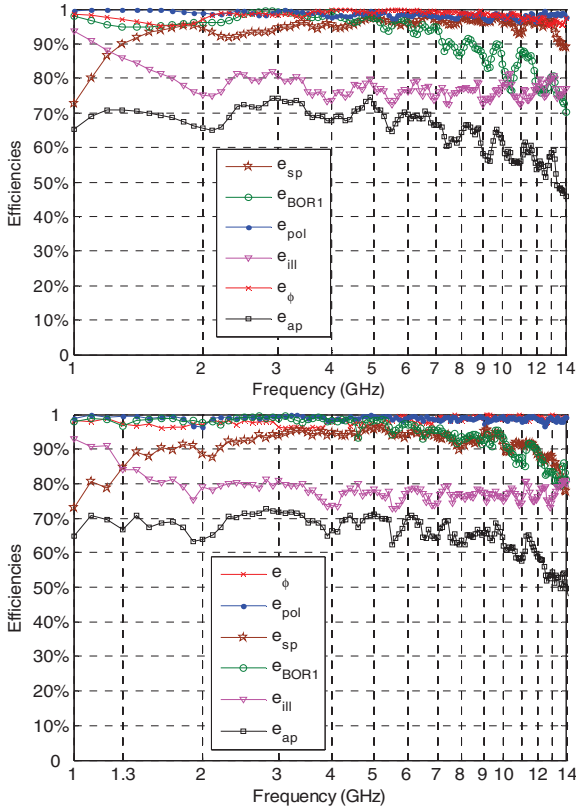 1
90%
80%
70%
60%
50%
40%
30%
20%
10%
0
Efficiencies
e_sp
e_BOR1
e_pol
e_ill
e_ϕ
e_ap
1 2 3 4 5 6 7 8 9 10 11 12 14
Frequency (GHz)
1
90%
80%
70%
60%
50%
40%
30%
20%
10%
0
Efficiencies
e_ϕ
e_pol
e_sp
e_BOR1
e_ill
e_ap
1 1.3 2 3 4 5 6 7 8 9 10 12 14
Frequency (GHz)